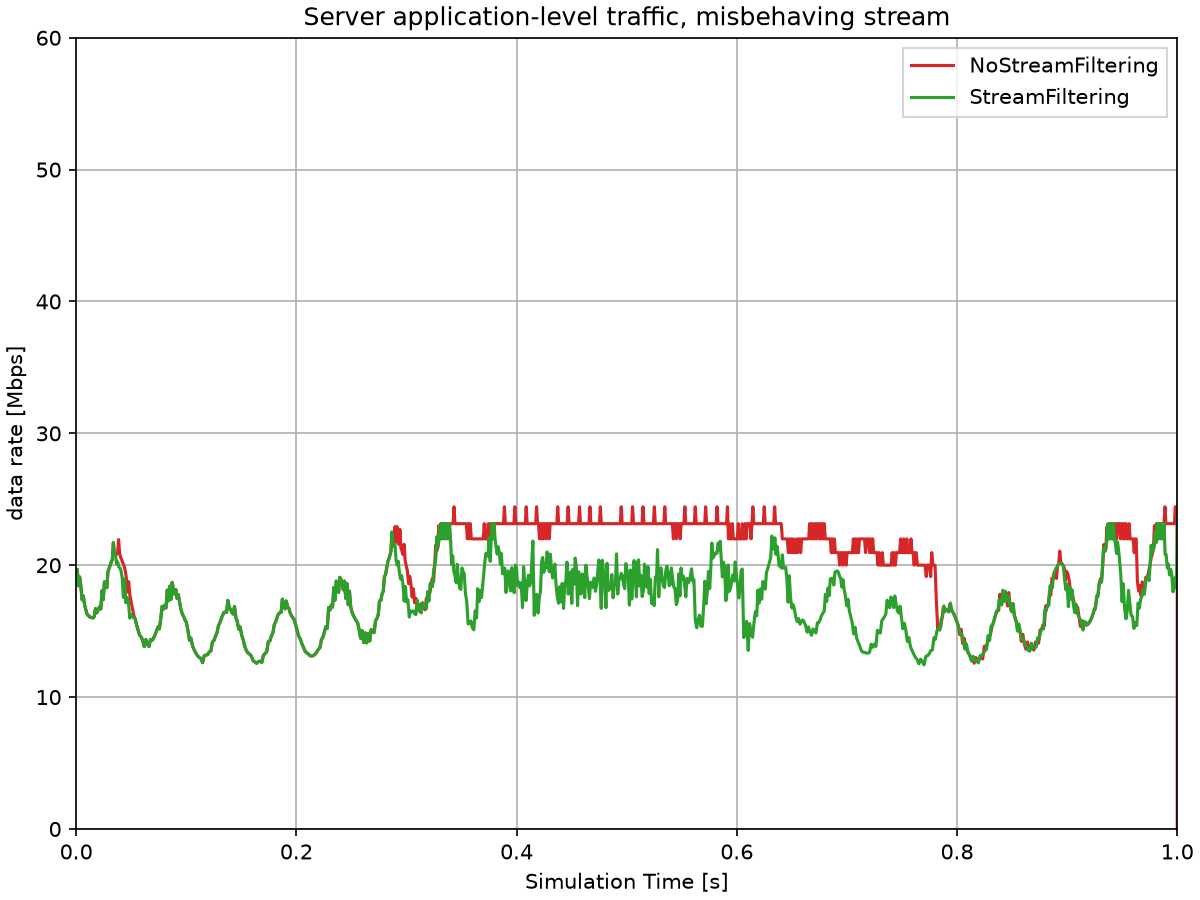 Server application-level traffic, misbehaving stream
NoStreamFiltering
StreamFiltering
data rate [Mbps]
60
50
40
30
20
10
0
0.0 0.2 0.4 0.6 0.8 1.0
Simulation Time [s]